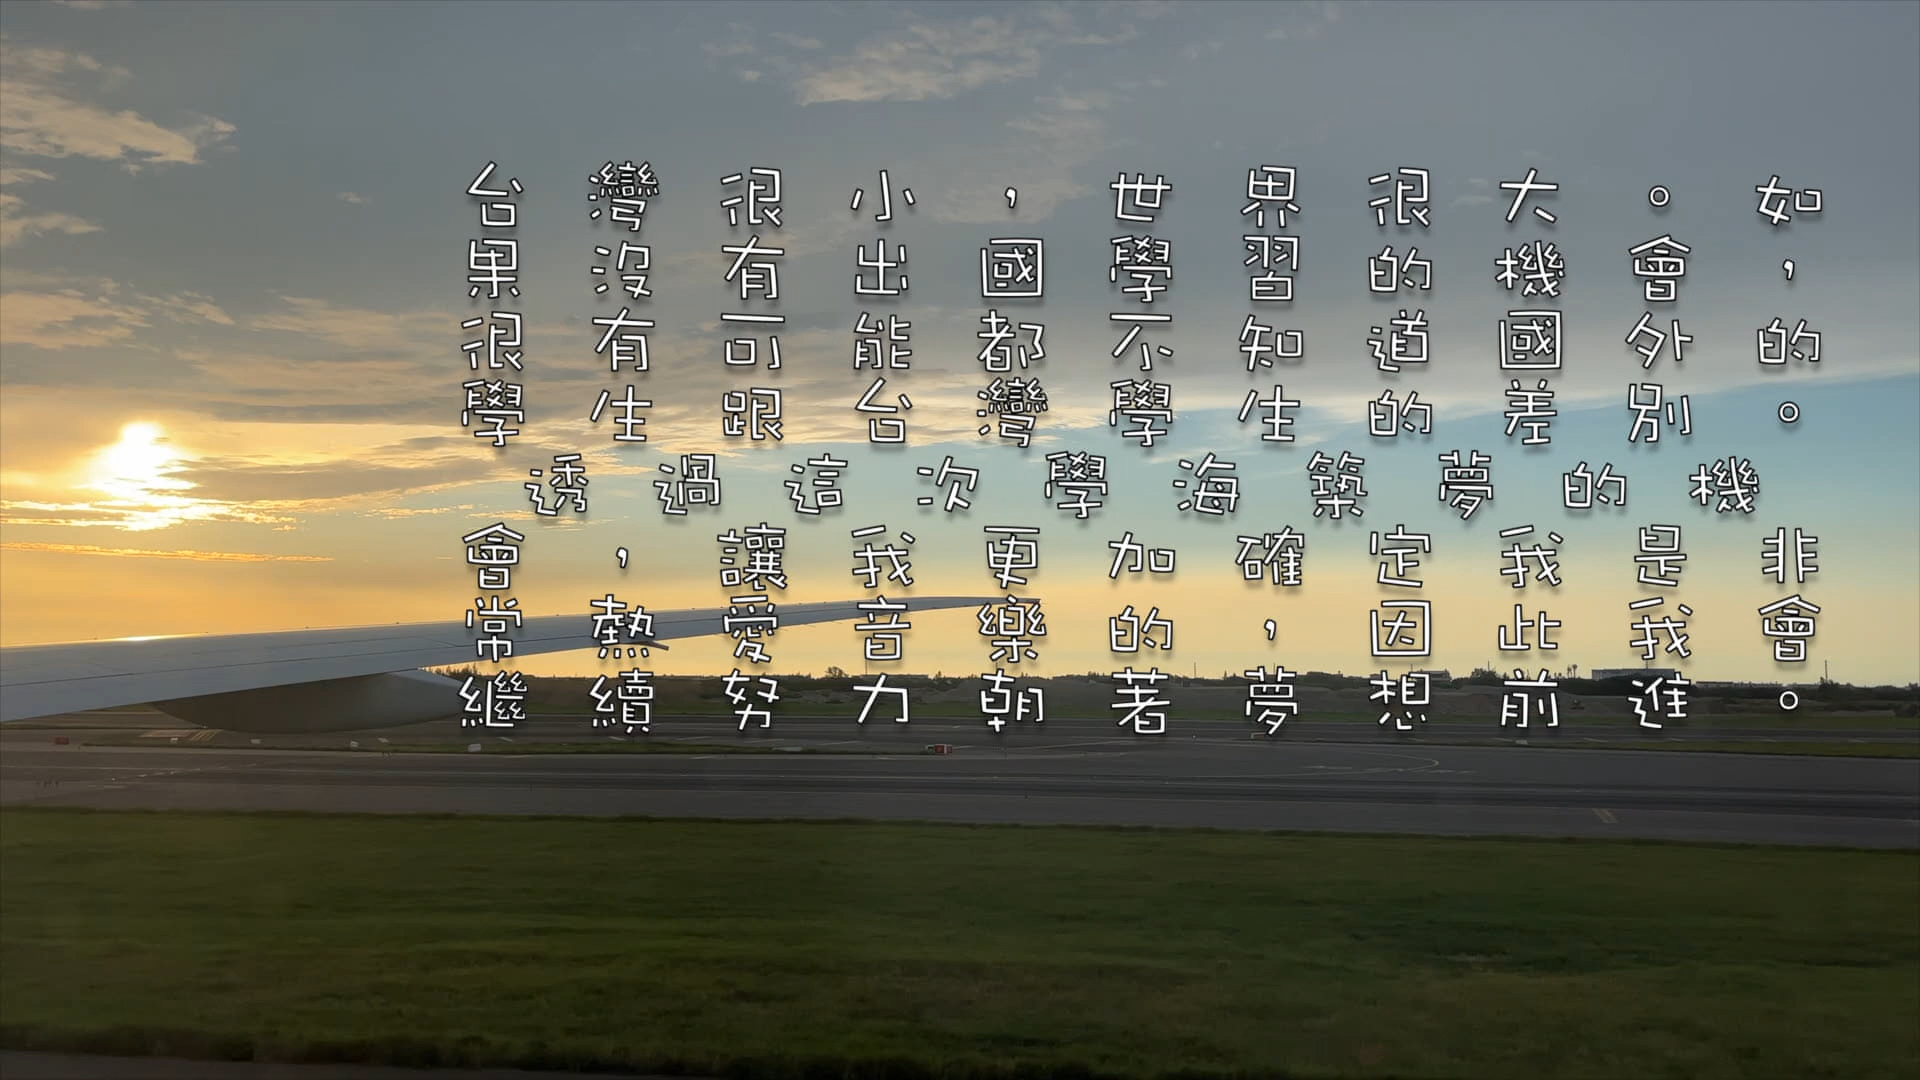 台灣很小，世界很大。如
果沒有出國學習的機會，
很有可能都不知道國外的
學生跟台灣學生的差別。
透過這次學海築夢的機
會，讓我更加確定我是非
常熱愛音樂的，因此我會
繼續努力朝著夢想前進。